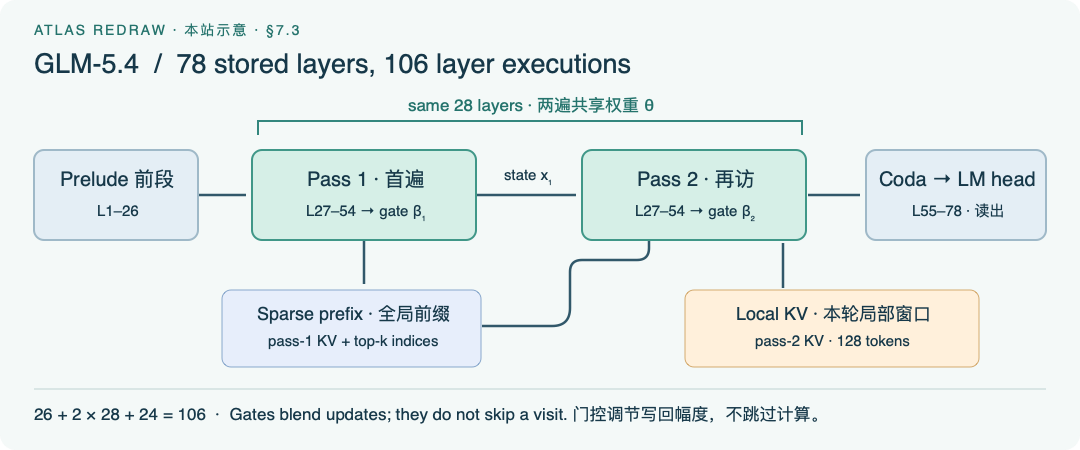 ATLAS REDRAW · 本站示意 · §7.3
GLM-5.4 / 78 stored layers, 106 layer executions
same 28 layers · 两遍共享权重 θ
Prelude 前段
L1–26
Pass 1 · 首遍
L27–54 → gate β₁
state x₁
Pass 2 · 再访
L27–54 → gate β₂
Coda → LM head
L55–78 · 读出
Sparse prefix · 全局前缀
pass-1 KV + top-k indices
Local KV · 本轮局部窗口
pass-2 KV · 128 tokens
26 + 2 × 28 + 24 = 106 · Gates blend updates; they do not skip a visit. 门控调节写回幅度，不跳过计算。